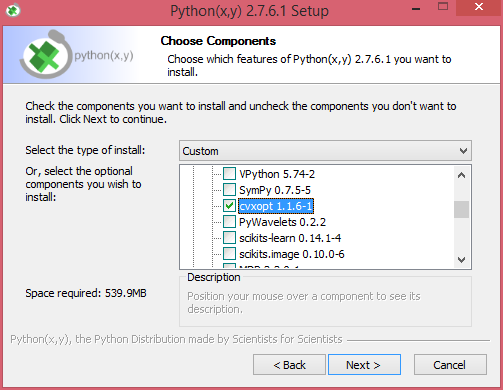 Python(x,y) 2.7.6.1 Setup
python(x,y)
Choose Components
Choose which features of Python(x,y) 2.7.6.1 you want to
install.
Check the components you want to install and uncheck the components you don't want to
install. Click Next to continue.
Select the type of install:
Custom
Or, select the optional
components you wish to
install:
VPython 5.74-2
SymPy 0.7.5-5
cvxopt 1.1.6-1
PyWavelets 0.2.2
scikits-learn 0.14.1-4
scikits.image 0.10.0-6
Space required: 539.9MB
Description
Position your mouse over a component to see its
description.
Python(x,y), the Python Distribution made by Scientists for Scientists
< Back
Next >
Cancel